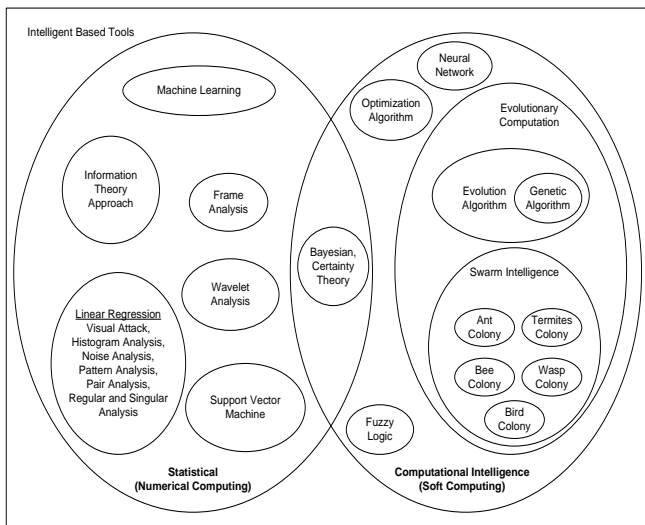 Intelligent Based Tools
Machine Learning
Information
Theory
Approach
Frame
Analysis
Wavelet
Analysis
Linear Regression
Visual Attack,
Histogram Analysis,
Noise Analysis,
Pattern Analysis,
Pair Analysis,
Regular and Singular
Analysis
Support Vector
Machine
Statistical
(Numerical Computing)
Bayesian,
Certainty
Theory
Neural
Network
Optimization
Algorithm
Evolutionary
Computation
Evolution
Algorithm
Genetic
Algorithm
Swarm Intelligence
Ant
Colony
Termites
Colony
Bee
Colony
Wasp
Colony
Bird
Colony
Fuzzy
Logic
Computational Intelligence
(Soft Computing)